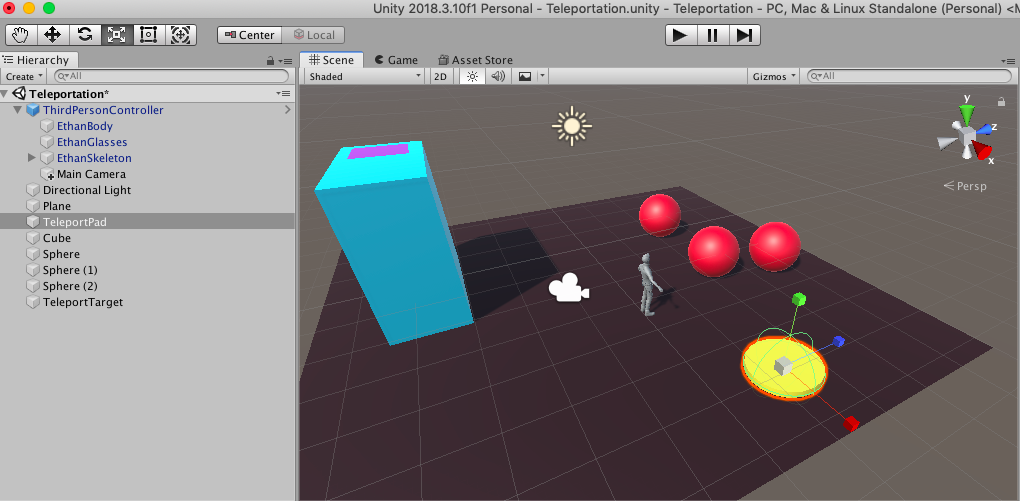 Unity 2018.3.10f1 Personal - Teleportation.unity - Teleportation - PC, Mac & Linux Standalone (Personal) <M
Center Local
Hierarchy
Scene Game Asset Store
Create All
Shaded 2D Gizmos All
Teleportation*
ThirdPersonController
EthanBody
EthanGlasses
EthanSkeleton
Main Camera
Directional Light
Plane
TeleportPad
Cube
Sphere
Sphere (1)
Sphere (2)
TeleportTarget
y
z
x
Persp